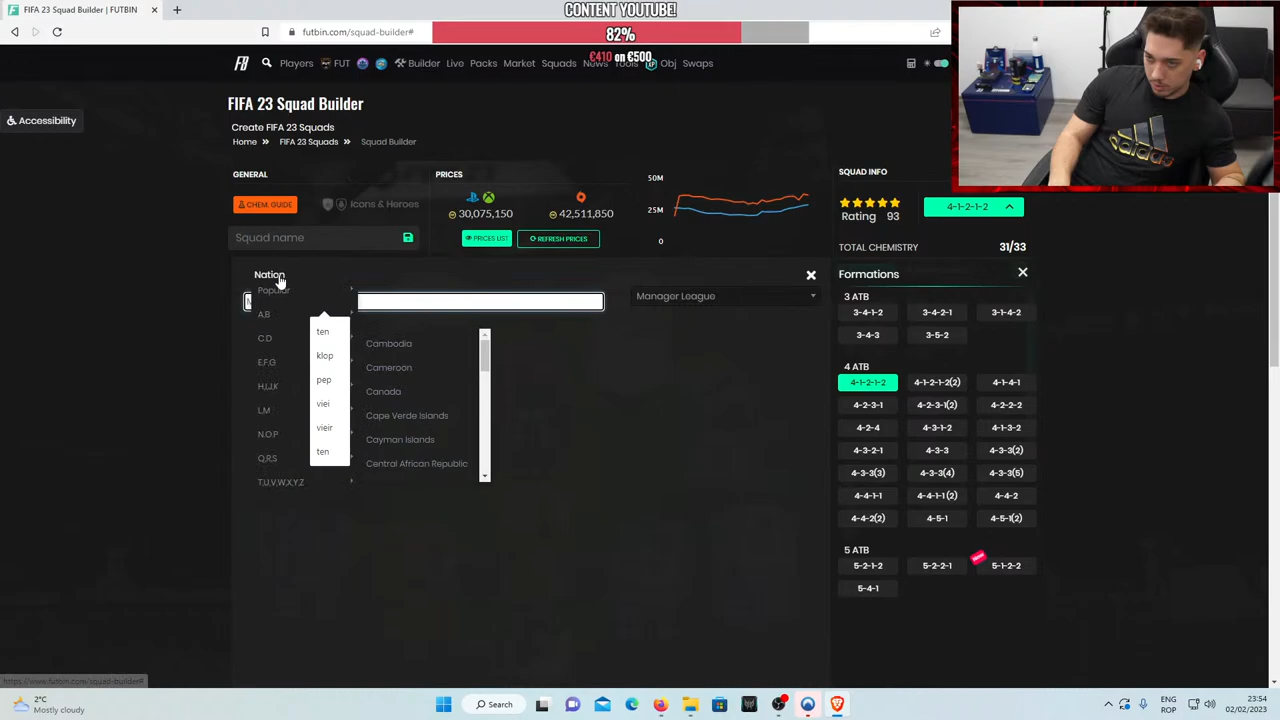 FIFA 23 Squad Builder | FUTBIN
CONTENT YOUTUBE!
futbin.com/squad-builder#
82%
€410 on €500
Players FUT Builder Live Packs Market Squads News Tools Obj Swaps
Accessibility
FIFA 23 Squad Builder
Create FIFA 23 Squads
Home FIFA 23 Squads Squad Builder
GENERAL
PRICES
SQUAD INFO
CHEM. GUIDE
Icons & Heroes
30,075,150
42,511,850
50M
25M
0
4-1-2-1-2
Rating 93
Squad name
PRICES LIST
REFRESH PRICES
TOTAL CHEMISTRY 31/33
Nation
Manager League
Popular
A,B
C,D
E,F,G
H,I,J,K
L,M
N,O,P
Q,R,S
T,U,V,W,X,Y,Z
ten
klop
pep
viei
vieir
ten
Cambodia
Cameroon
Canada
Cape Verde Islands
Cayman Islands
Central African Republic
Formations
3 ATB
3-4-1-2 3-4-2-1 3-1-4-2
3-4-3 3-5-2
4 ATB
4-1-2-1-2 4-1-2-1-2(2) 4-1-4-1
4-2-3-1 4-2-3-1(2) 4-2-2-2
4-2-4 4-3-1-2 4-1-3-2
4-3-2-1 4-3-3 4-3-3(2)
4-3-3(3) 4-3-3(4) 4-3-3(5)
4-4-1-1 4-4-1-1 (2) 4-4-2
4-4-2(2) 4-5-1 4-5-1(2)
5 ATB
5-2-1-2 5-2-2-1 5-1-2-2
5-4-1
adidas
https://www.futbin.com/squad-builder#
2°C
Mostly cloudy
Search
ENG
ROP
23:54
02/02/2023